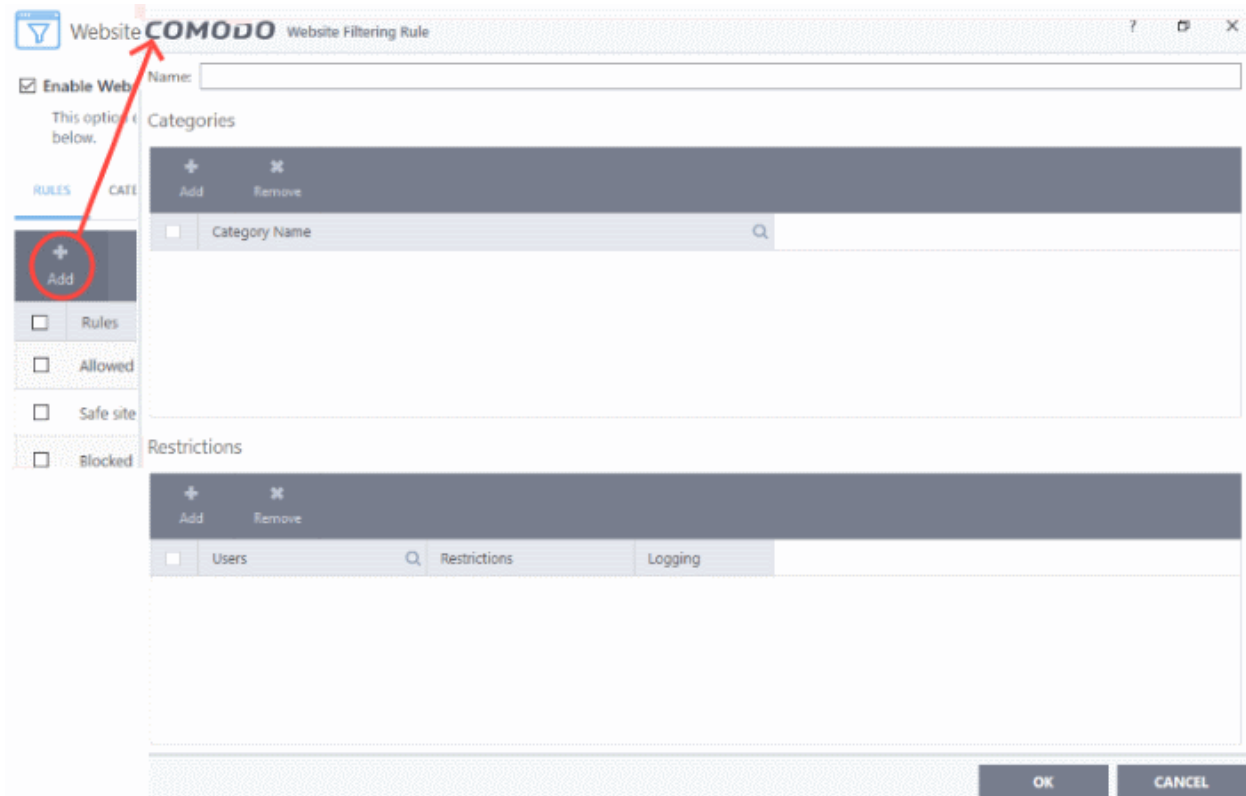 Website
COMODO Website Filtering Rule
?
Enable Web
This option
below.
RULES
Add
Rules
Allowed
Safe site
Blocked
Name:
Categories
Add Remove
Category Name
Restrictions
Add Remove
Users Restrictions Logging
OK CANCEL